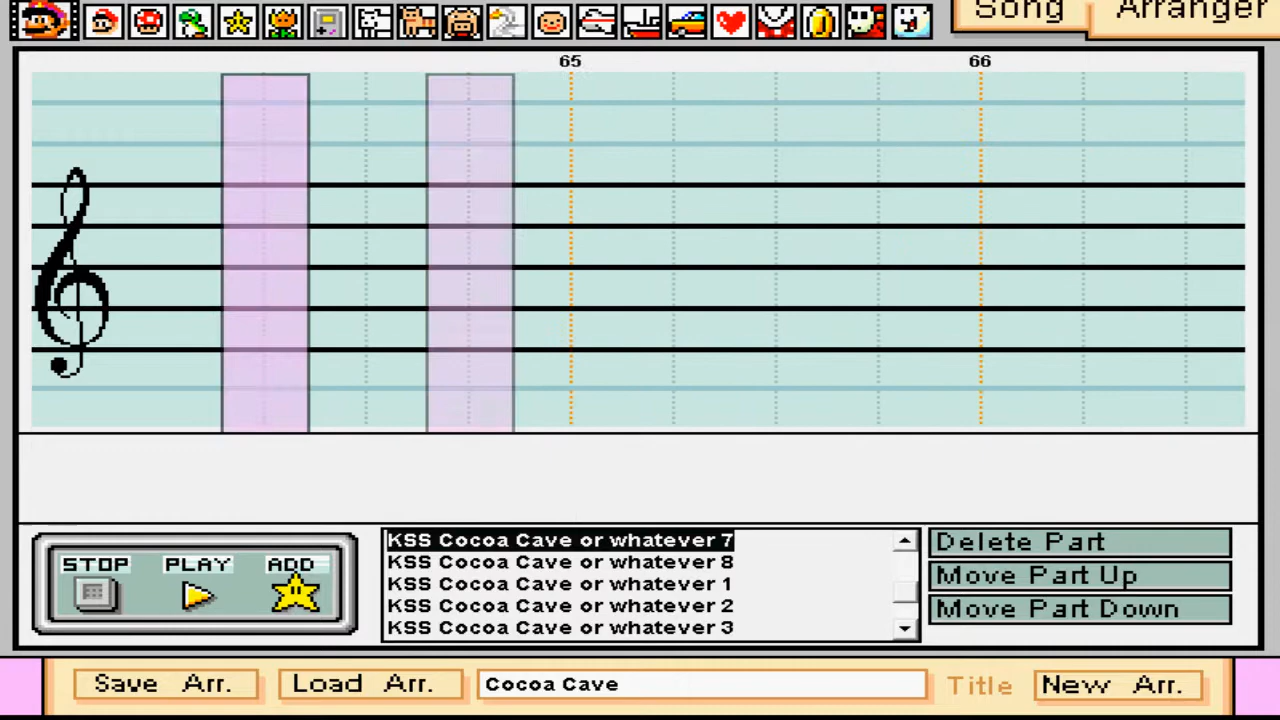 Song Arranger
65 66
STOP PLAY ADD
KSS Cocoa Cave or whatever 7
KSS Cocoa Cave or whatever 8
KSS Cocoa Cave or whatever 1
KSS Cocoa Cave or whatever 2
KSS Cocoa Cave or whatever 3
Delete Part
Move Part Up
Move Part Down
Save Arr. Load Arr. Cocoa Cave Title New Arr.